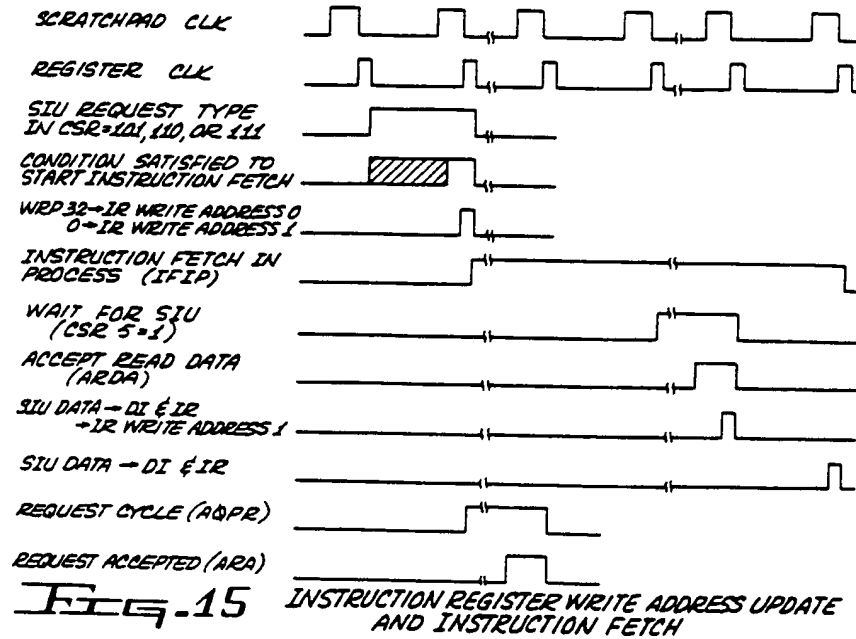 SCRATCHPAD CLK
REGISTER CLK
SIU REQUEST TYPE
IN CSR=101,110, OR 111
CONDITION SATISFIED TO
START INSTRUCTION FETCH
WRP 32→IR WRITE ADDRESS 0
0→IR WRITE ADDRESS 1
INSTRUCTION FETCH IN
PROCESS (IFIP)
WAIT FOR SIU
(CSR 5=1)
ACCEPT READ DATA
(ARDA)
SIU DATA → DI & IR
→IR WRITE ADDRESS 1
SIU DATA → DI & IR
REQUEST CYCLE (AOPR)
REQUEST ACCEPTED (ARA)
FIG.15 INSTRUCTION REGISTER WRITE ADDRESS UPDATE
AND INSTRUCTION FETCH